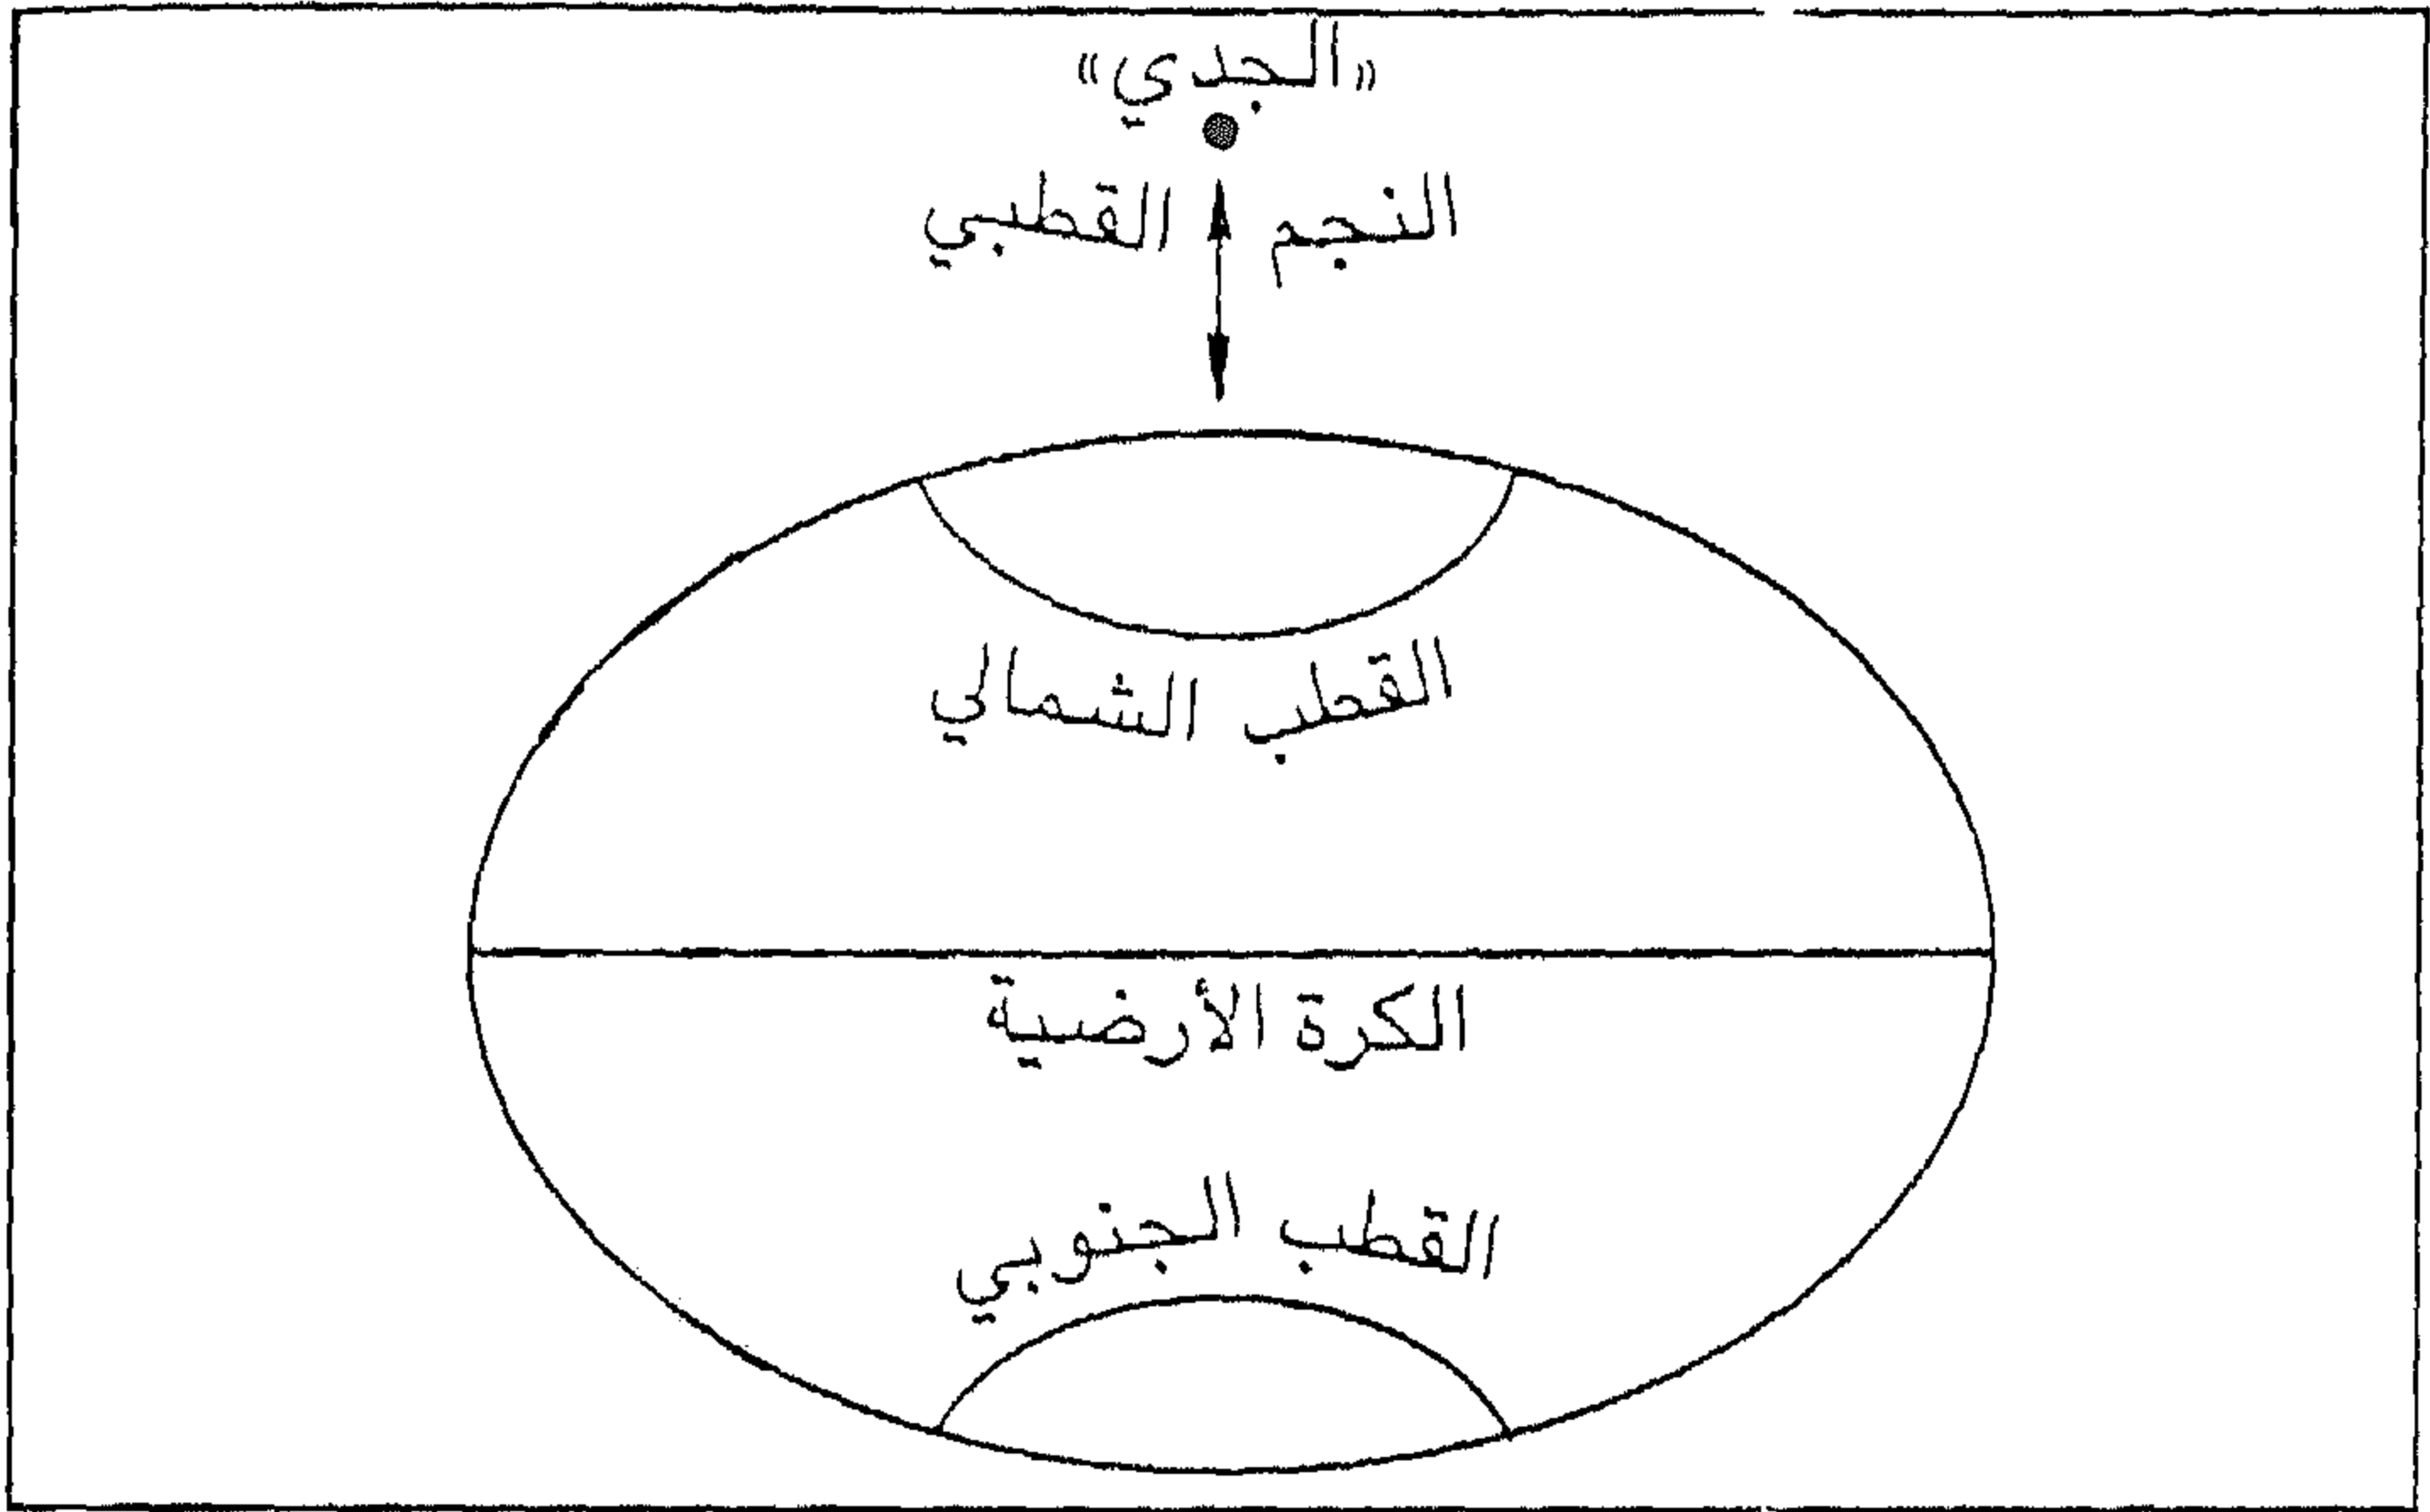 «الجدي»
النجم القطبي
القطب الشمالي
الكرة الأرضية
القطب الجنوبي